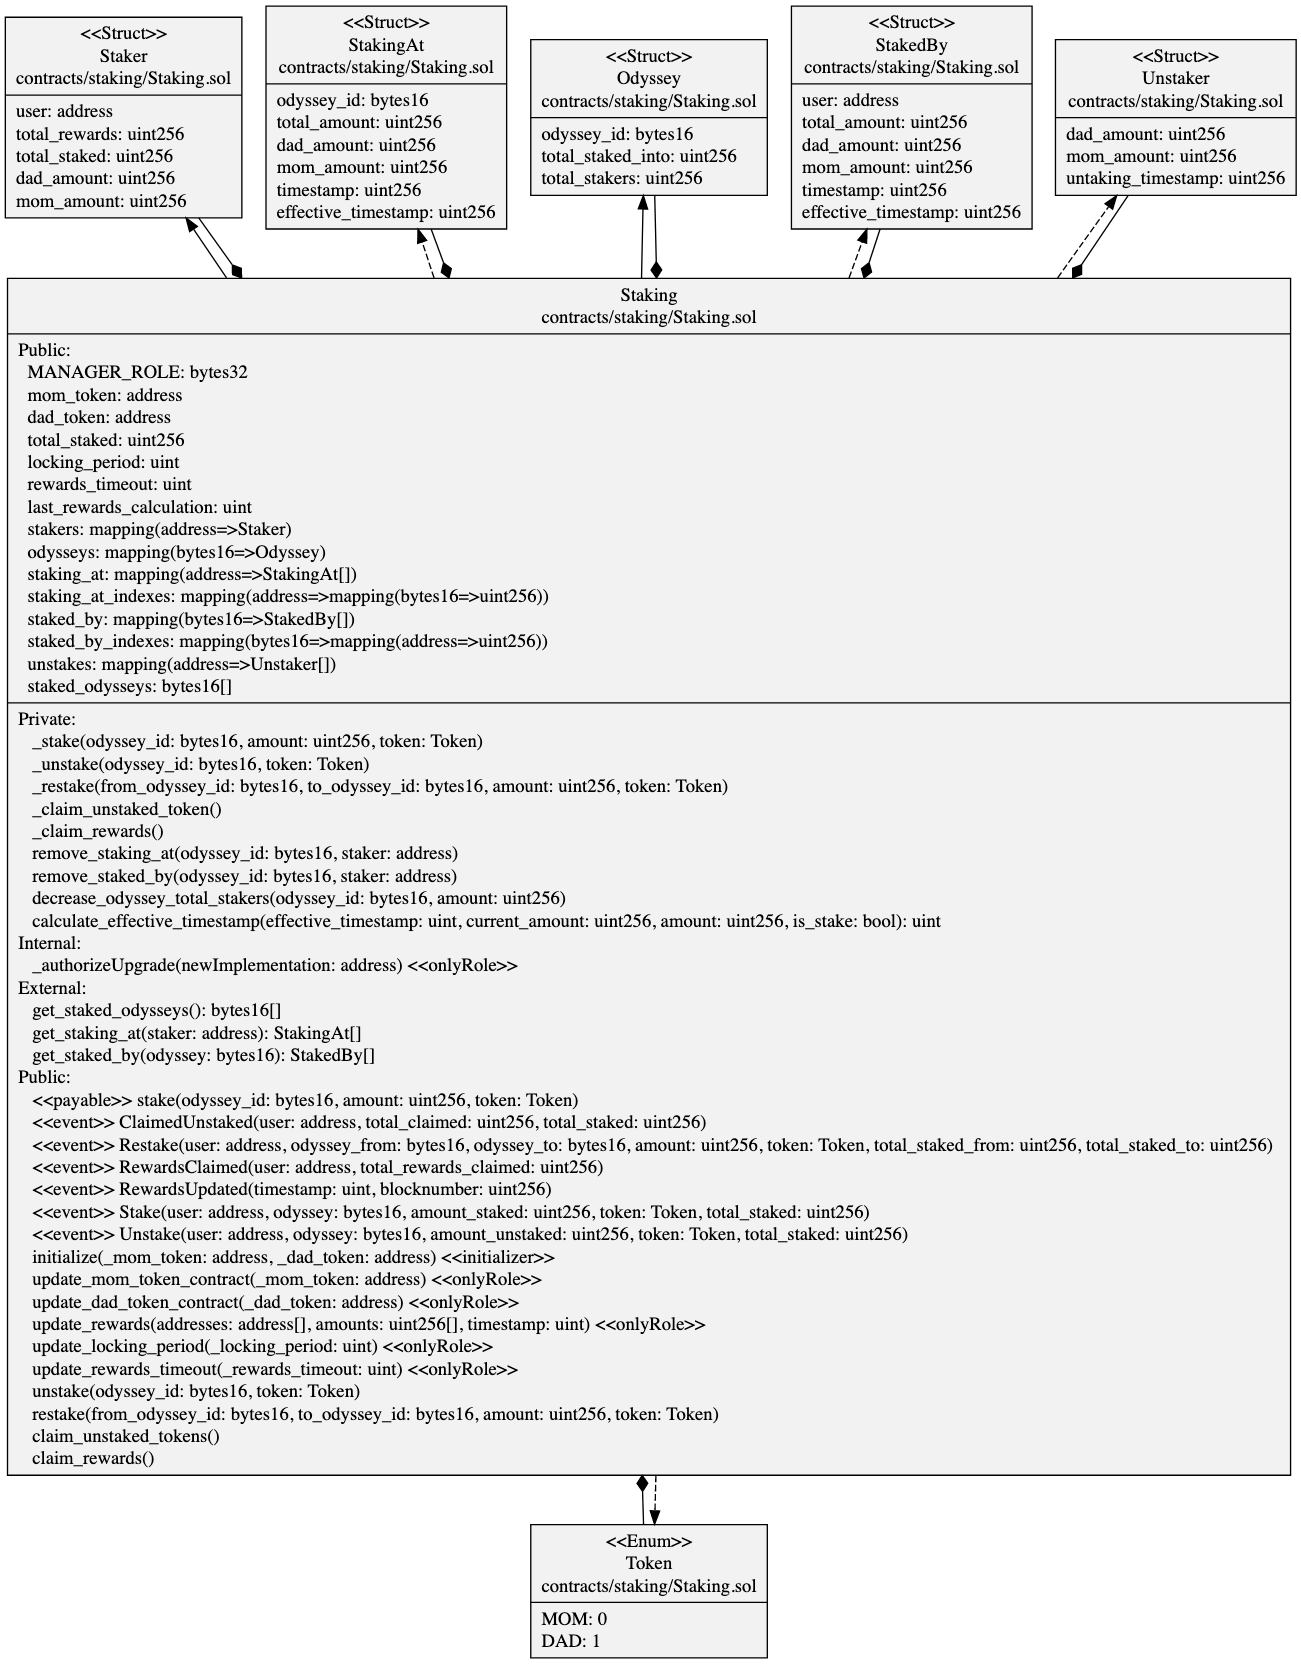 <<Struct>>
Staker
contracts/staking/Staking.sol
user: address
total_rewards: uint256
total_staked: uint256
dad_amount: uint256
mom_amount: uint256
<<Struct>>
StakingAt
contracts/staking/Staking.sol
odyssey_id: bytes16
total_amount: uint256
dad_amount: uint256
mom_amount: uint256
timestamp: uint256
effective_timestamp: uint256
<<Struct>>
Odyssey
contracts/staking/Staking.sol
odyssey_id: bytes16
total_staked_into: uint256
total_stakers: uint256
<<Struct>>
StakedBy
contracts/staking/Staking.sol
user: address
total_amount: uint256
dad_amount: uint256
mom_amount: uint256
timestamp: uint256
effective_timestamp: uint256
<<Struct>>
Unstaker
contracts/staking/Staking.sol
dad_amount: uint256
mom_amount: uint256
untaking_timestamp: uint256
Staking
contracts/staking/Staking.sol
Public:
MANAGER_ROLE: bytes32
mom_token: address
dad_token: address
total_staked: uint256
locking_period: uint
rewards_timeout: uint
last_rewards_calculation: uint
stakers: mapping(address=>Staker)
odysseys: mapping(bytes16=>Odyssey)
staking_at: mapping(address=>StakingAt[])
staking_at_indexes: mapping(address=>mapping(bytes16=>uint256))
staked_by: mapping(bytes16=>StakedBy[])
staked_by_indexes: mapping(bytes16=>mapping(address=>uint256))
unstakes: mapping(address=>Unstaker[])
staked_odysseys: bytes16[]
Private:
_stake(odyssey_id: bytes16, amount: uint256, token: Token)
_unstake(odyssey_id: bytes16, token: Token)
_restake(from_odyssey_id: bytes16, to_odyssey_id: bytes16, amount: uint256, token: Token)
_claim_unstaked_token()
_claim_rewards()
remove_staking_at(odyssey_id: bytes16, staker: address)
remove_staked_by(odyssey_id: bytes16, staker: address)
decrease_odyssey_total_stakers(odyssey_id: bytes16, amount: uint256)
calculate_effective_timestamp(effective_timestamp: uint, current_amount: uint256, amount: uint256, is_stake: bool): uint
Internal:
_authorizeUpgrade(newImplementation: address) <<onlyRole>>
External:
get_staked_odysseys(): bytes16[]
get_staking_at(staker: address): StakingAt[]
get_staked_by(odyssey: bytes16): StakedBy[]
Public:
<<payable>> stake(odyssey_id: bytes16, amount: uint256, token: Token)
<<event>> ClaimedUnstaked(user: address, total_claimed: uint256, total_staked: uint256)
<<event>> Restake(user: address, odyssey_from: bytes16, odyssey_to: bytes16, amount: uint256, token: Token, total_staked_from: uint256, total_staked_to: uint256)
<<event>> RewardsClaimed(user: address, total_rewards_claimed: uint256)
<<event>> RewardsUpdated(timestamp: uint, blocknumber: uint256)
<<event>> Stake(user: address, odyssey: bytes16, amount_staked: uint256, token: Token, total_staked: uint256)
<<event>> Unstake(user: address, odyssey: bytes16, amount_unstaked: uint256, token: Token, total_staked: uint256)
initialize(_mom_token: address, _dad_token: address) <<initializer>>
update_mom_token_contract(_mom_token: address) <<onlyRole>>
update_dad_token_contract(_dad_token: address) <<onlyRole>>
update_rewards(addresses: address[], amounts: uint256[], timestamp: uint) <<onlyRole>>
update_locking_period(_locking_period: uint) <<onlyRole>>
update_rewards_timeout(_rewards_timeout: uint) <<onlyRole>>
unstake(odyssey_id: bytes16, token: Token)
restake(from_odyssey_id: bytes16, to_odyssey_id: bytes16, amount: uint256, token: Token)
claim_unstaked_tokens()
claim_rewards()
<<Enum>>
Token
contracts/staking/Staking.sol
MOM: 0
DAD: 1